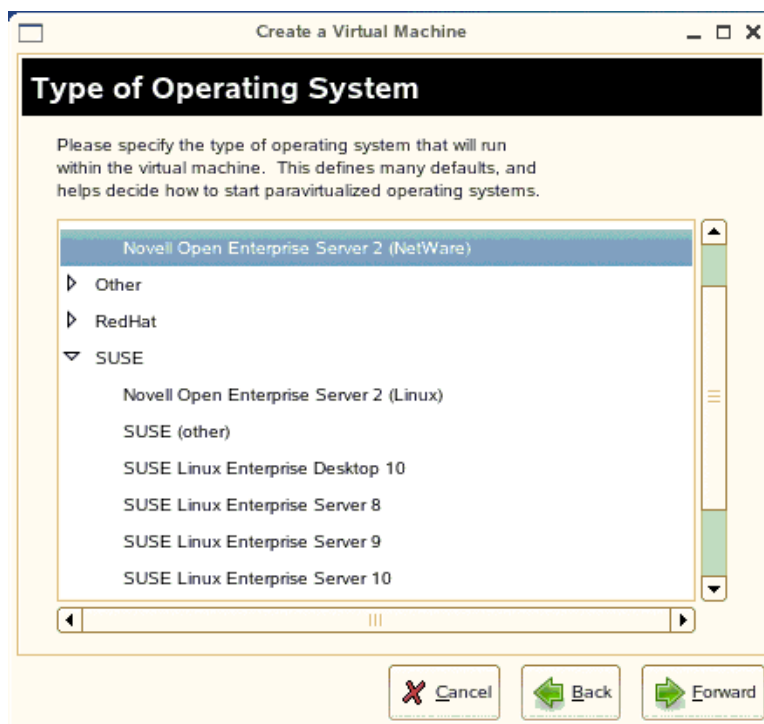 Create a Virtual Machine
Type of Operating System
Please specify the type of operating system that will run
within the virtual machine.  This defines many defaults, and
helps decide how to start paravirtualized operating systems.
Novell Open Enterprise Server 2 (NetWare)
Other
RedHat
SUSE
Novell Open Enterprise Server 2 (Linux)
SUSE (other)
SUSE Linux Enterprise Desktop 10
SUSE Linux Enterprise Server 8
SUSE Linux Enterprise Server 9
SUSE Linux Enterprise Server 10
Cancel Back Forward